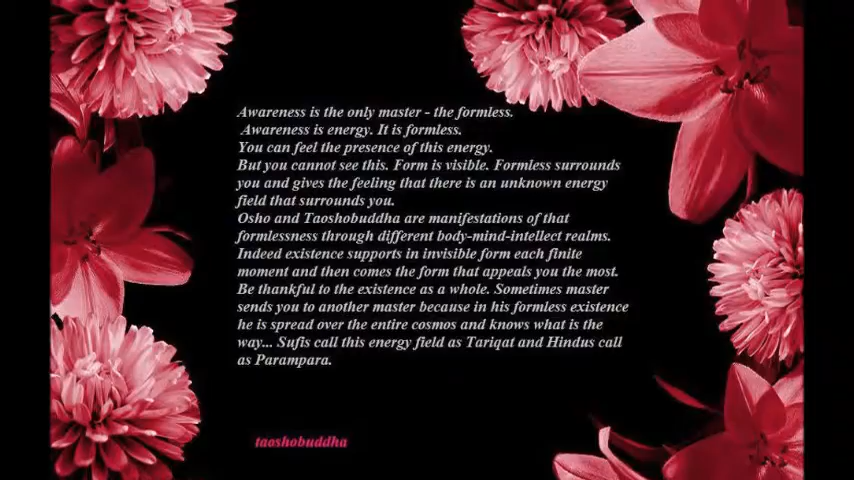 Awareness is the only master - the formless.
Awareness is energy. It is formless.
You can feel the presence of this energy.
But you cannot see this. Form is visible. Formless surrounds
you and gives the feeling that there is an unknown energy
field that surrounds you.
Osho and Taoshobuddha are manifestations of that
formlessness through different body-mind-intellect realms.
Indeed existence supports in invisible form each finite
moment and then comes the form that appeals you the most.
Be thankful to the existence as a whole. Sometimes master
sends you to another master because in his formless existence
he is spread over the entire cosmos and knows what is the
way... Sufis call this energy field as Tariqat and Hindus call
as Parampara.
taoshobuddha